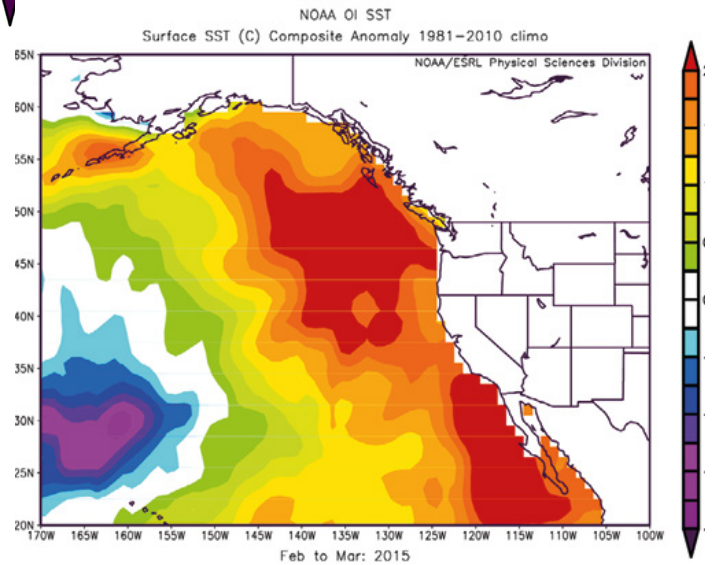 NOAA OI SST
Surface SST (C) Composite Anomaly 1981-2010 climo
NOAA/ESRL Physical Sciences Division
65N
60N
55N
50N
45N
40N
35N
30N
25N
20N
170W 165W 160W 155W 150W 145W 140W 135W 130W 125W 120W 115W 110W 105W 100W
Feb to Mar: 2015